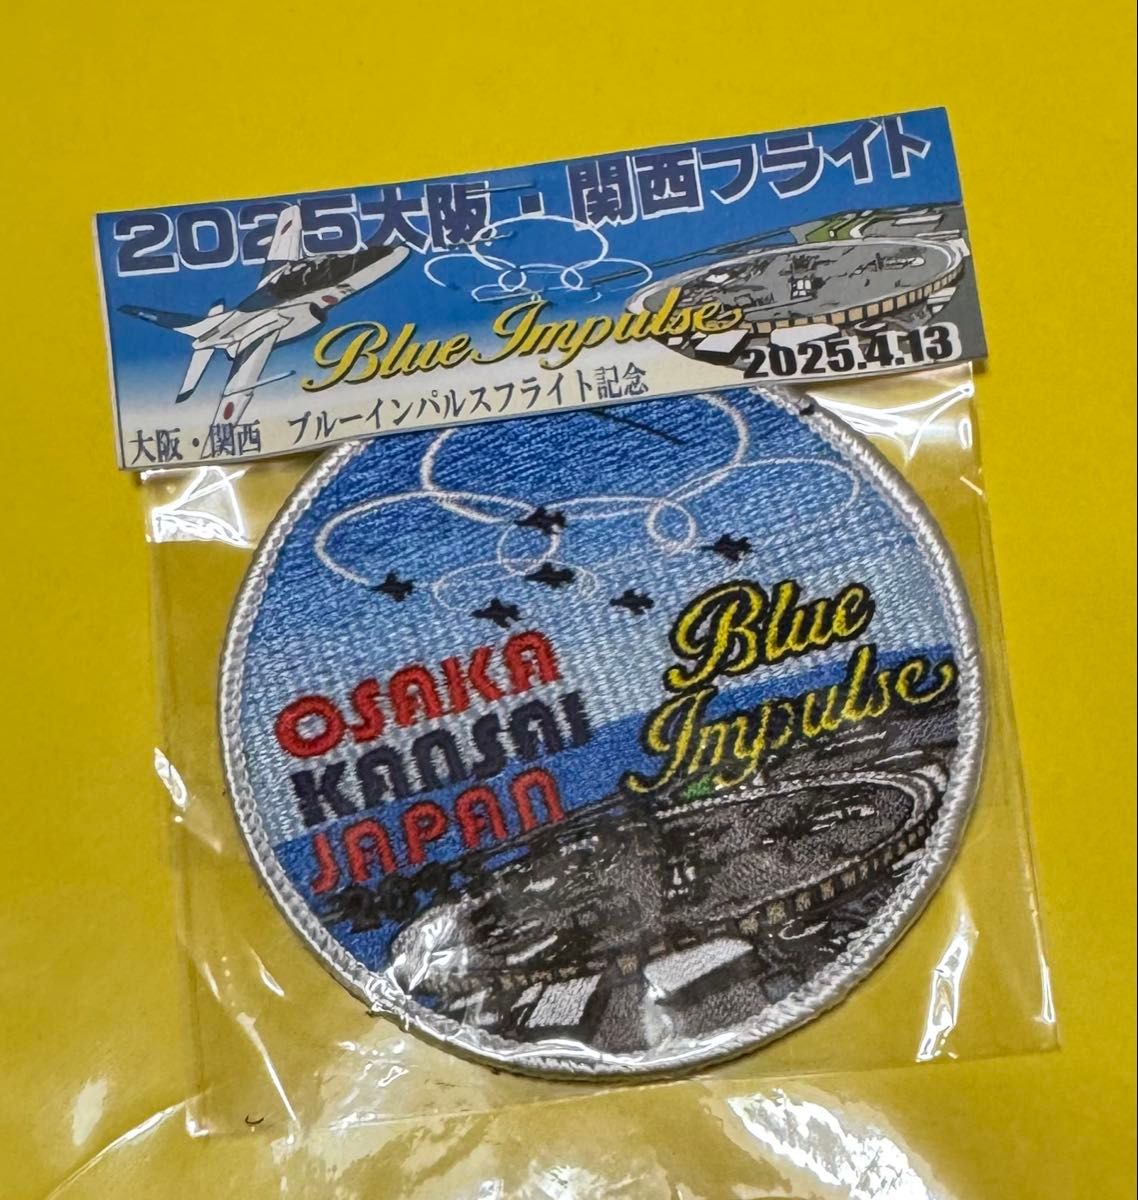 2025大阪・関西フライト
Blue Impulse
2025.4.13
大阪・関西 ブルーインパルスフライト記念
Blue
Impulse
OSAKA
KANSAI
JAPAN